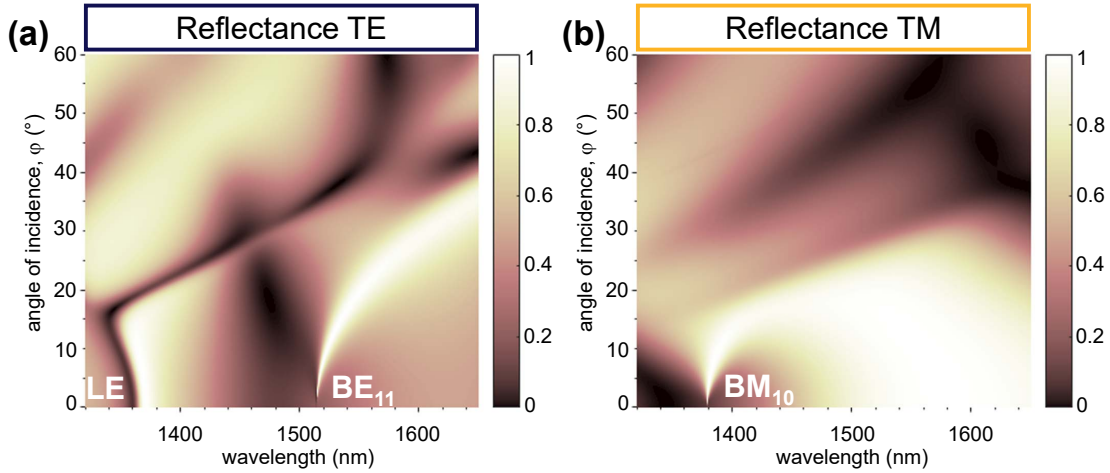 (a) Reflectance TE
60
50
40
30
20
10
0
angle of incidence, φ (°)
LE
BE₁₁
1400 1500 1600
wavelength (nm)
1
0.8
0.6
0.4
0.2
0
(b) Reflectance TM
60
50
40
30
20
10
0
angle of incidence, φ (°)
BM₁₀
1400 1500 1600
wavelength (nm)
1
0.8
0.6
0.4
0.2
0